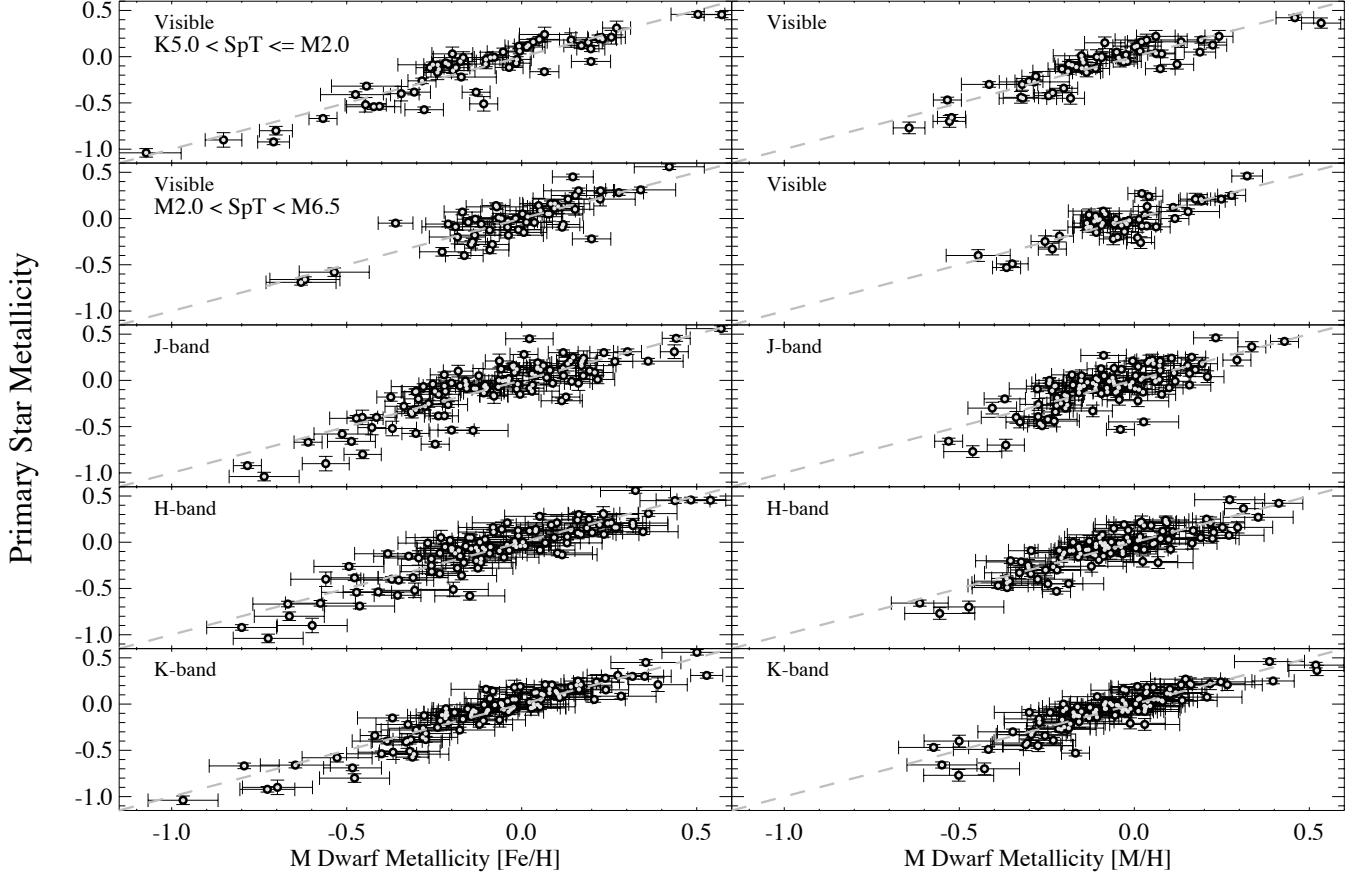 Primary Star Metallicity
0.5
0.0
-0.5
-1.0
Visible
K5.0 < SpT <= M2.0
Visible
0.5
0.0
-0.5
-1.0
Visible
M2.0 < SpT < M6.5
Visible
0.5
0.0
-0.5
-1.0
J-band
J-band
0.5
0.0
-0.5
-1.0
H-band
H-band
0.5
0.0
-0.5
-1.0
K-band
K-band
-1.0 -0.5 0.0 0.5 -1.0 -0.5 0.0 0.5
M Dwarf Metallicity [Fe/H] M Dwarf Metallicity [M/H]